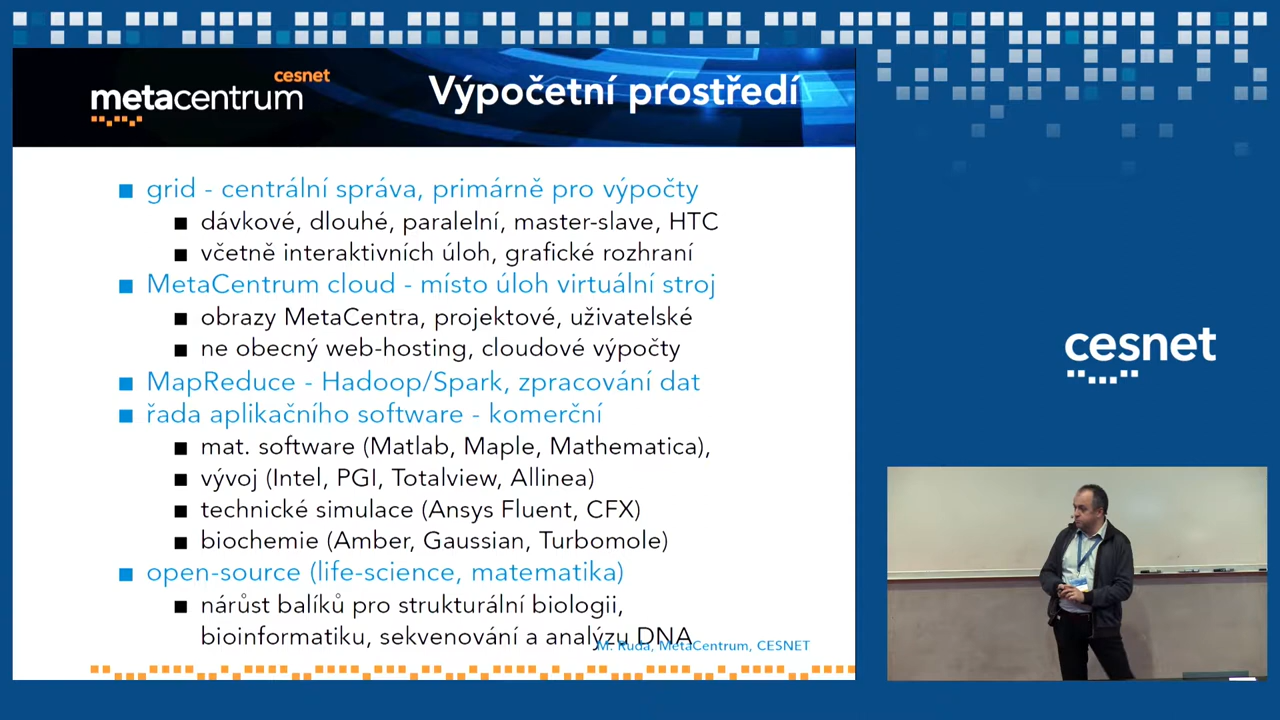 cesnet
metacentrum
Výpočetní prostředí
grid - centrální správa, primárně pro výpočty
dávkové, dlouhé, paralelní, master-slave, HTC
včetně interaktivních úloh, grafické rozhraní
MetaCentrum cloud - místo úloh virtuální stroj
obrazy MetaCentra, projektové, uživatelské
ne obecný web-hosting, cloudové výpočty
MapReduce - Hadoop/Spark, zpracování dat
řada aplikačního software - komerční
mat. software (Matlab, Maple, Mathematica),
vývoj (Intel, PGI, Totalview, Allinea)
technické simulace (Ansys Fluent, CFX)
biochemie (Amber, Gaussian, Turbomole)
open-source (life-science, matematika)
nárůst balíků pro strukturální biologii,
bioinformatiku, sekvenování a analýzu DNA
M. Ruda, MetaCentrum, CESNET
cesnet